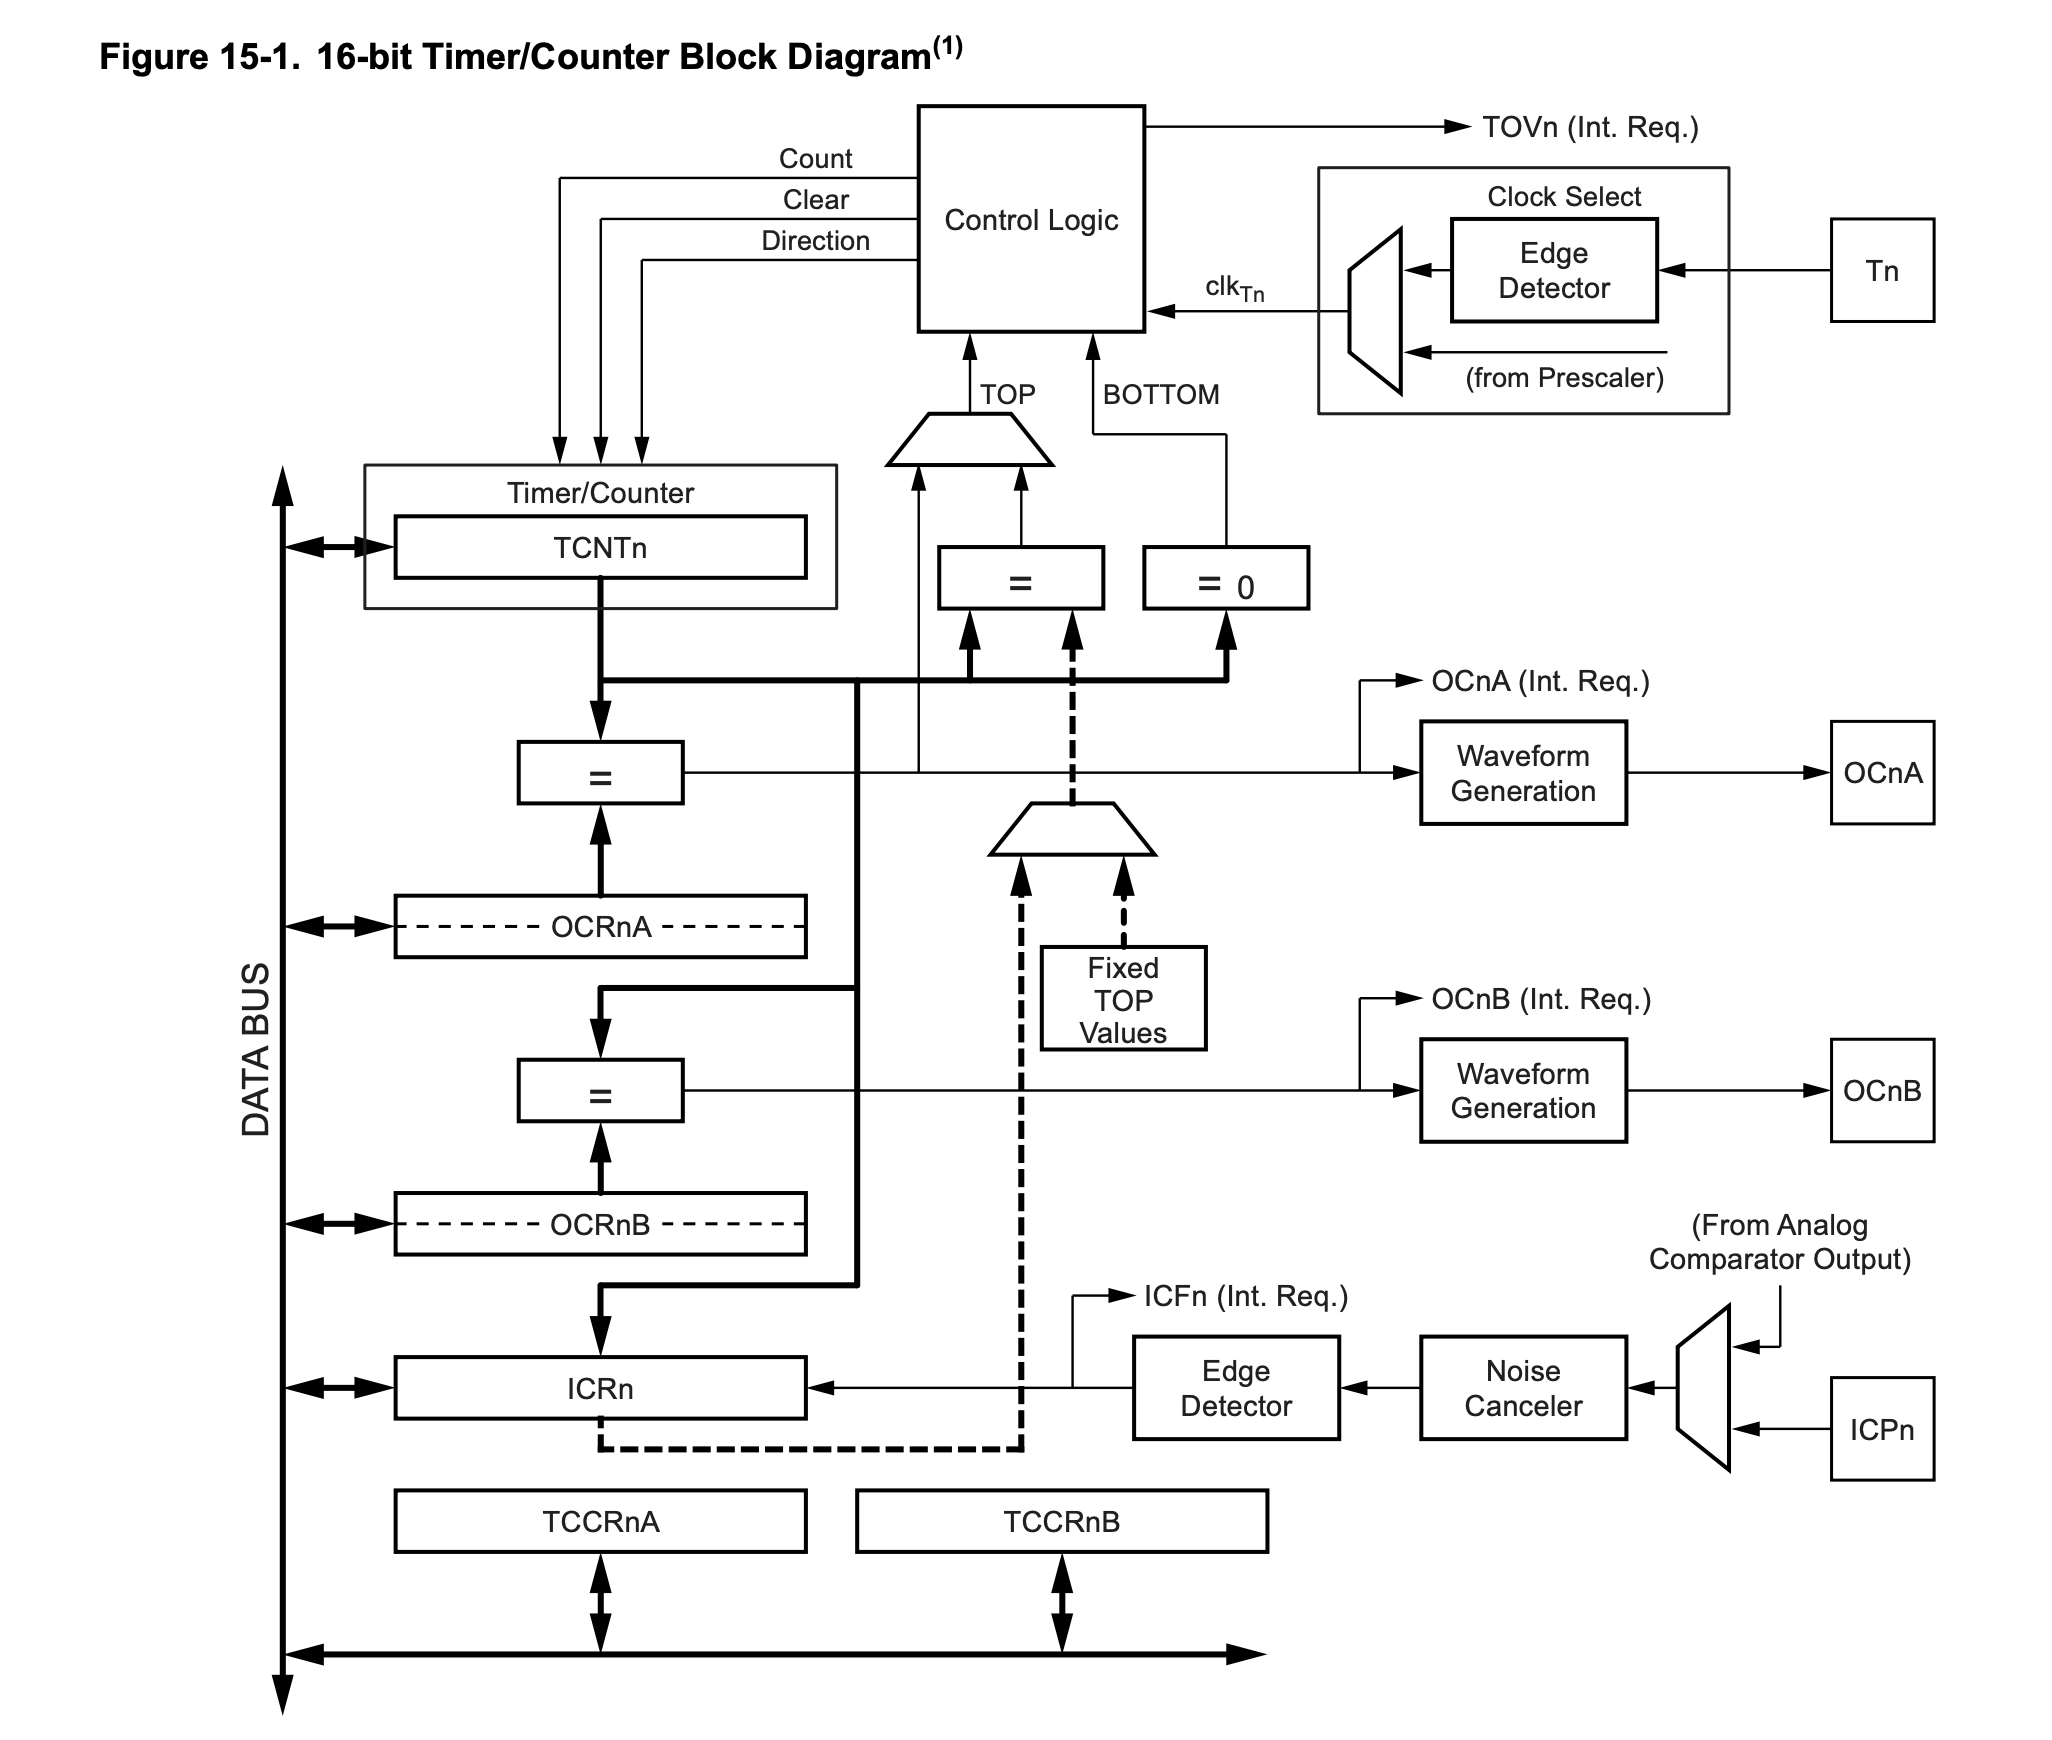 Figure 15-1. 16-bit Timer/Counter Block Diagram(1)
Count
Clear
Direction
Control Logic
TOVn (Int. Req.)
Clock Select
Edge
Detector
Tn
clkTn
(from Prescaler)
TOP
BOTTOM
Timer/Counter
TCNTn
=
= 0
OCnA (Int. Req.)
=
Waveform
Generation
OCnA
OCRnA
Fixed
TOP
Values
DATA BUS
OCnB (Int. Req.)
=
Waveform
Generation
OCnB
OCRnB
(From Analog
Comparator Output)
ICFn (Int. Req.)
ICRn
Edge
Detector
Noise
Canceler
ICPn
TCCRnA
TCCRnB